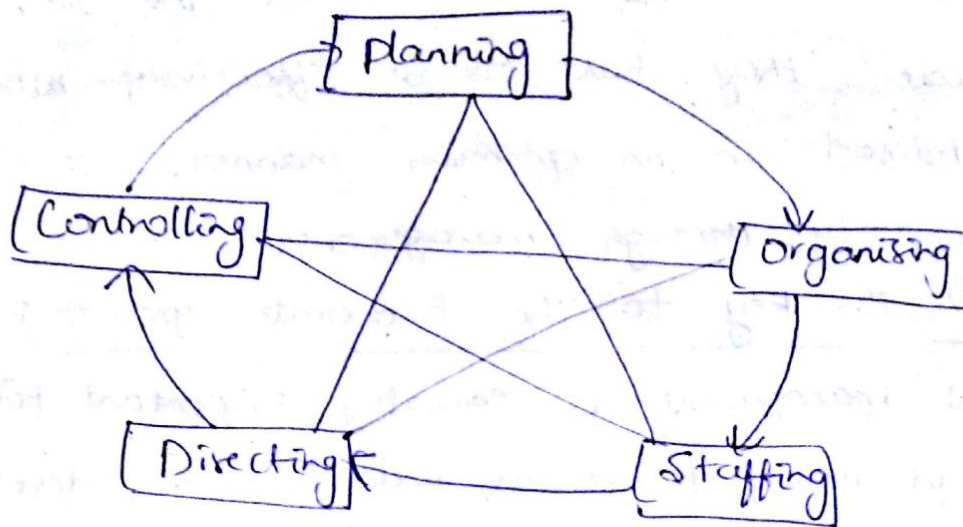 Planning
Controlling
Organising
Directing
Staffing